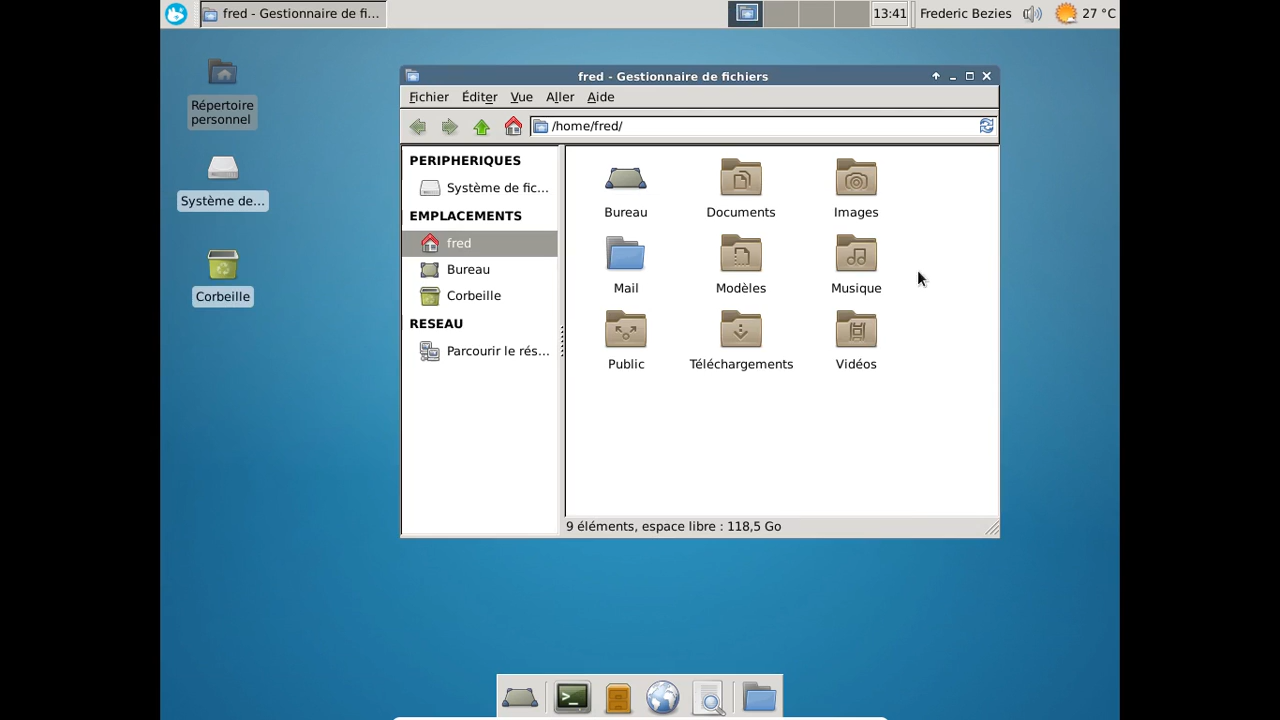 fred - Gestionnaire de fi...
13:41
Frederic Bezies
27 °C
Répertoire
personnel
Système de...
Corbeille
fred - Gestionnaire de fichiers
Fichier Éditer Vue Aller Aide
/home/fred/
PERIPHERIQUES
Système de fic...
EMPLACEMENTS
fred
Bureau
Corbeille
RESEAU
Parcourir le rés...
Bureau Documents Images
Mail Modèles Musique
Public Téléchargements Vidéos
9 éléments, espace libre : 118,5 Go